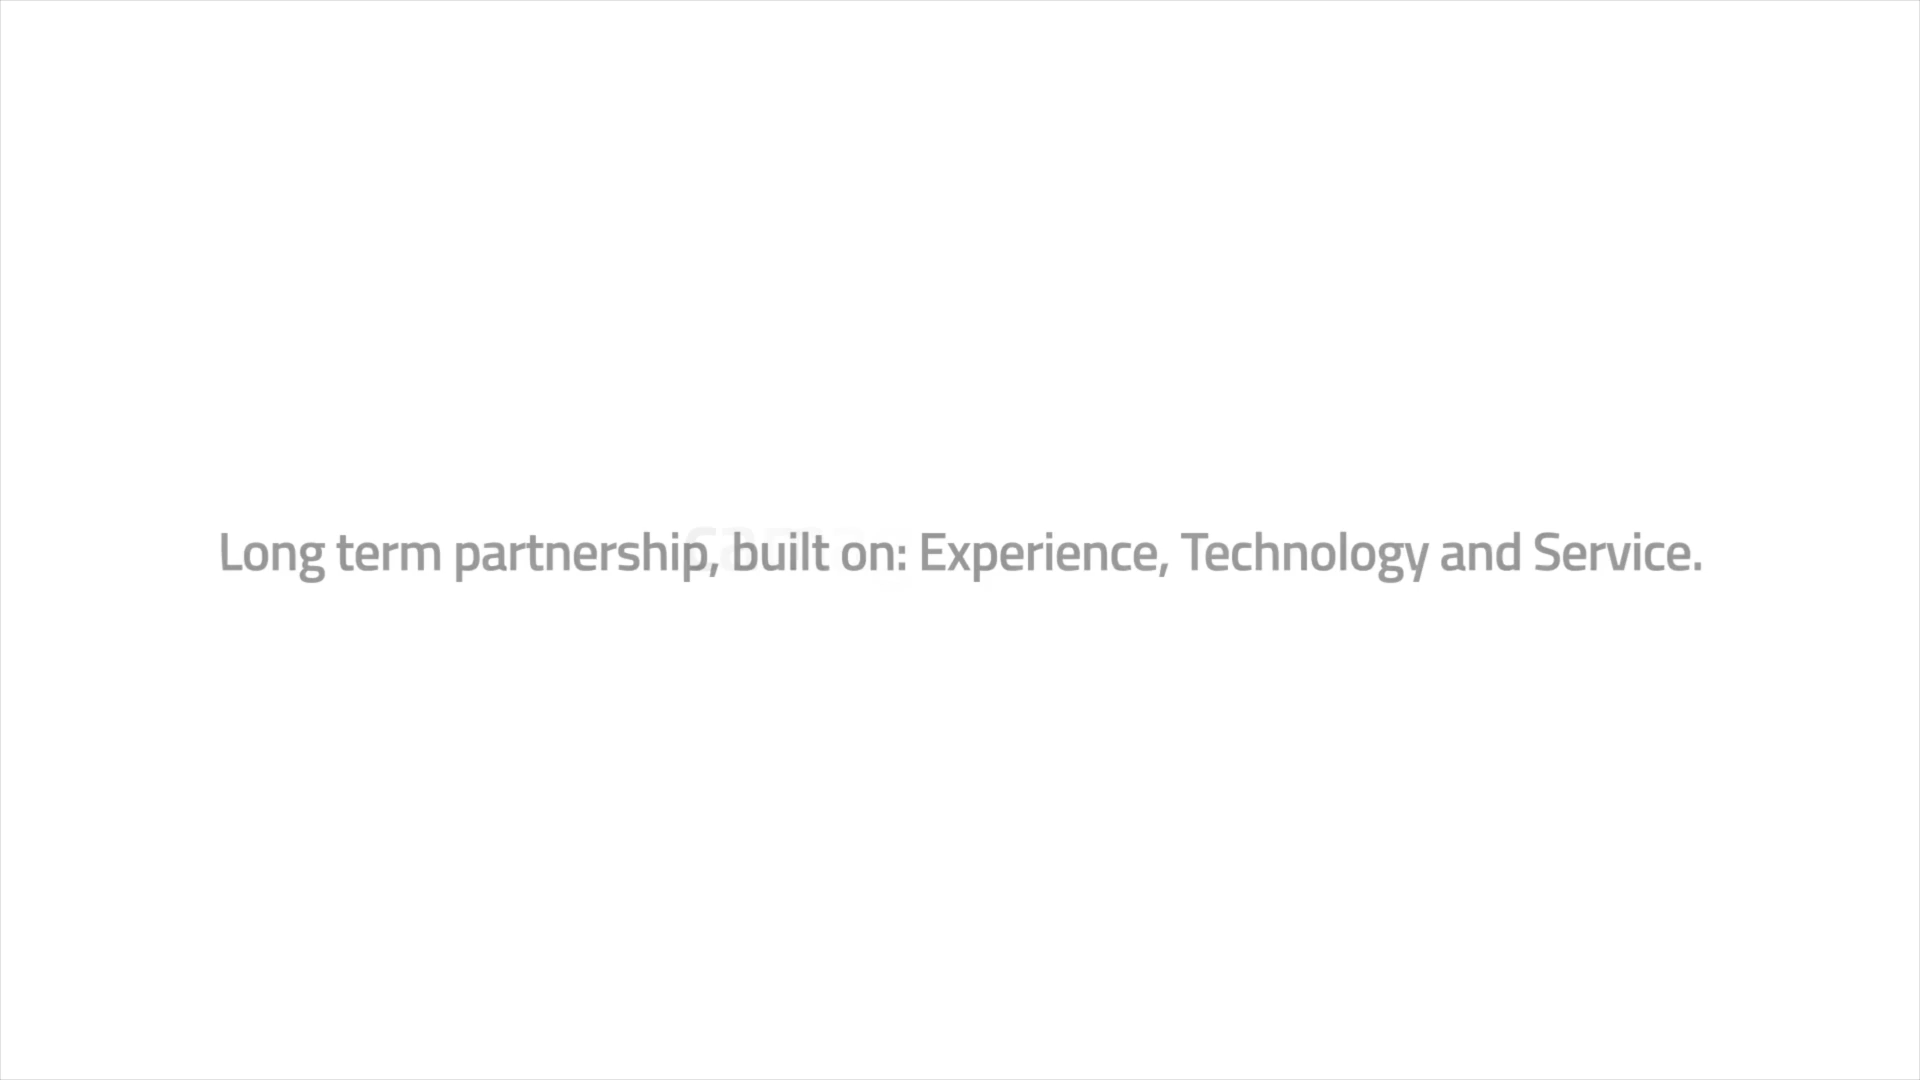 Long term partnership, built on: Experience, Technology and Service.